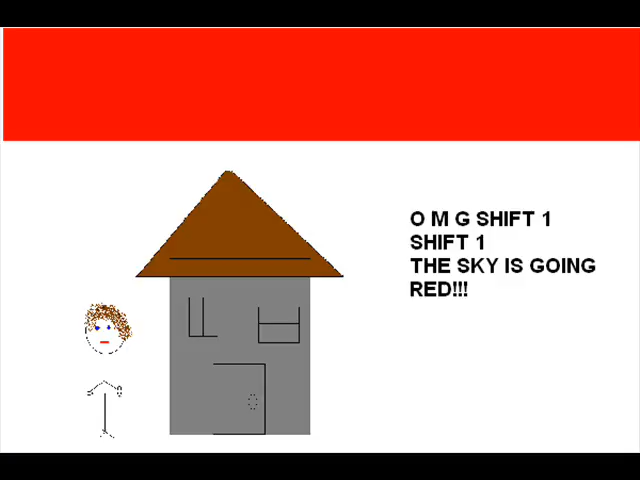 O M G SHIFT 1
SHIFT 1
THE SKY IS GOING
RED!!!